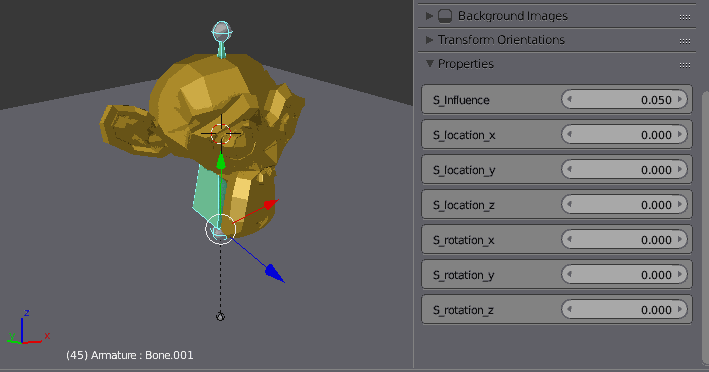 Background Images
Transform Orientations
Properties
S_Influence 0.050
S_location_x 0.000
S_location_y 0.000
S_location_z 0.000
S_rotation_x 0.000
S_rotation_y 0.000
S_rotation_z 0.000
z
y x
(45) Armature : Bone.001